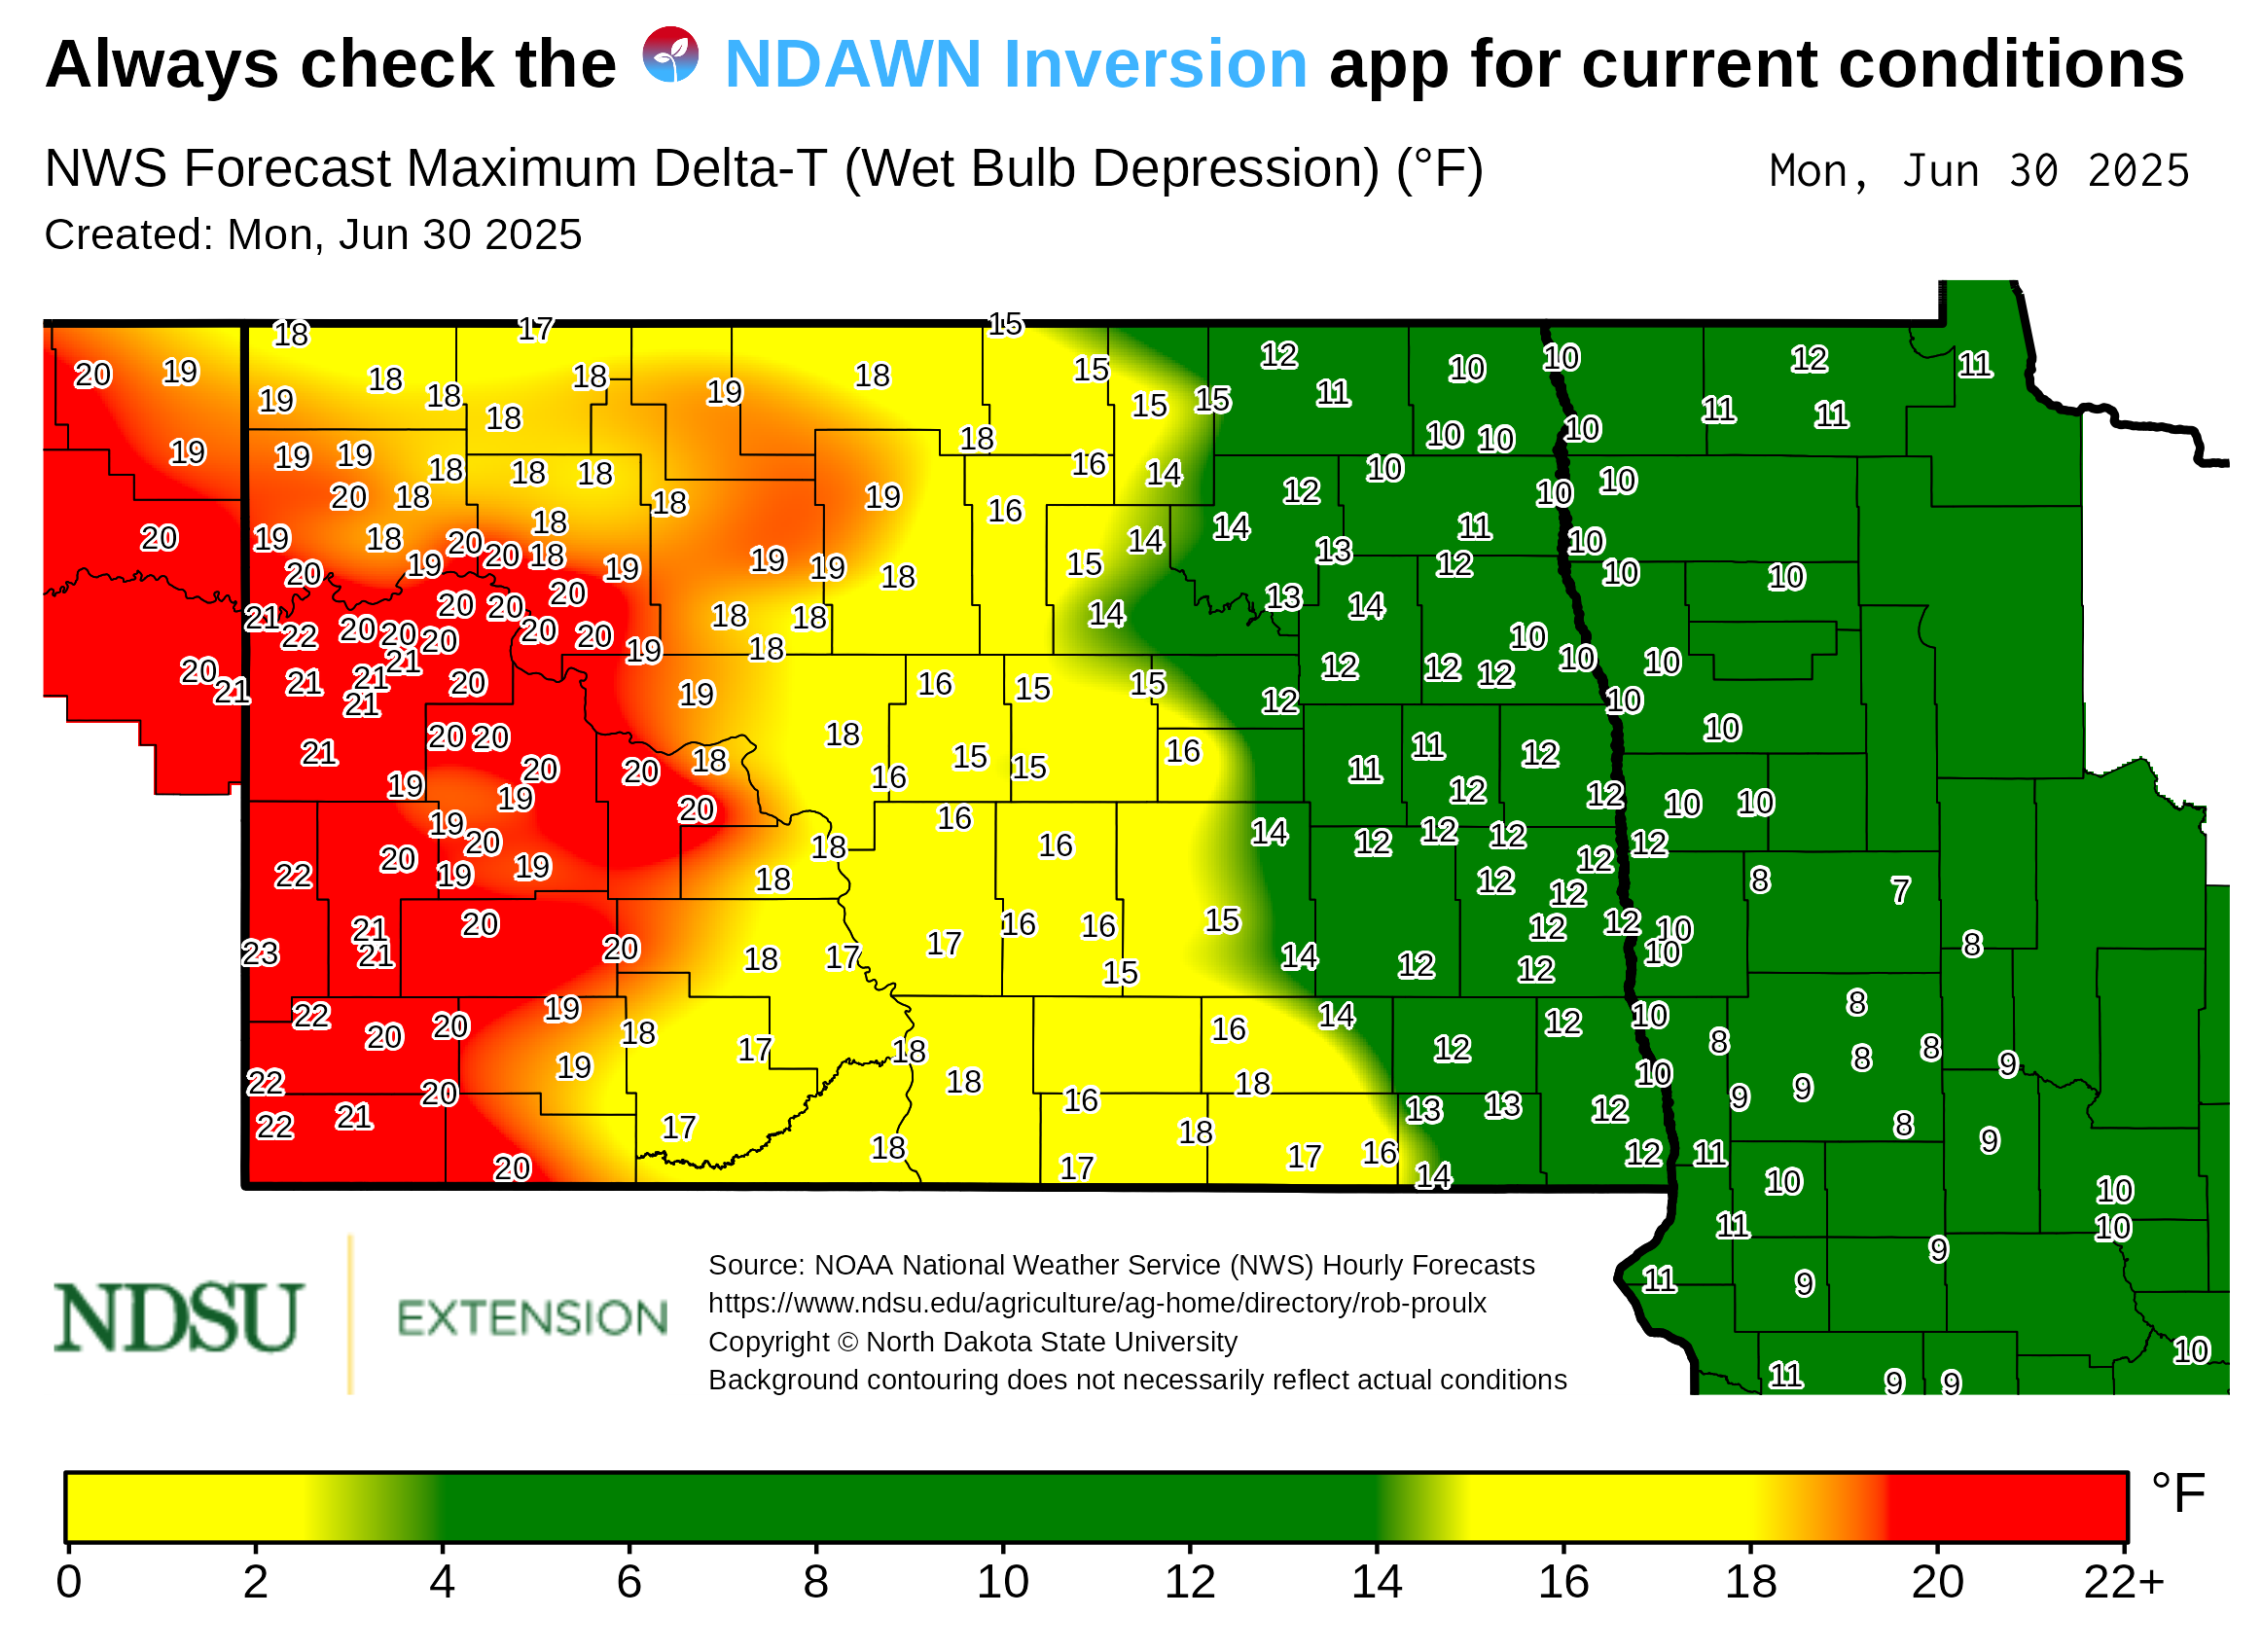 Always check the NDAWN Inversion app for current conditions
NWS Forecast Maximum Delta-T (Wet Bulb Depression) (°F)
Mon, Jun 30 2025
Created: Mon, Jun 30 2025
18 17 15
20 19 18 18 18 19 18 15 12 10 10 12 11
19 18 18 15 15 11 11 11
19 19 19 18 18 18 18 16 14 10 10 10 10
20 18 18 19 16 12 10 10
20 19 18 20 20 18 18 19 19 19 18 15 14 14 13 11 12 10
20 19 20 20 20 18 18 14 13 14 10 10
21 22 20 20 20 20 20 19 18 12 12 12 10 10 10
20 21 21 21 21 21 20 19 16 15 15 12 10
21 20 20 20 20 18 18 16 15 15 16 11 11 12 10
19 19 20 16 12 12 10 10
19 20 20 19 19 18 18 16 14 12 12 12 12 12
22 12 12 8 7
21 20 20 18 17 17 16 16 15 14 12 12 12 10 8
23 21 15 12 10
22 20 20 19 18 17 18 16 14 12 12 10 8 8 8 8 9
22 20 19 18 18 16 10 9 9
22 21 17 18 18 17 16 13 13 12 8 9
20 17 14 12 11 10 10
11 10
9
11 9
NDSU EXTENSION
Source: NOAA National Weather Service (NWS) Hourly Forecasts
https://www.ndsu.edu/agriculture/ag-home/directory/rob-proulx
Copyright © North Dakota State University
Background contouring does not necessarily reflect actual conditions
10
11 9 9
°F
0 2 4 6 8 10 12 14 16 18 20 22+